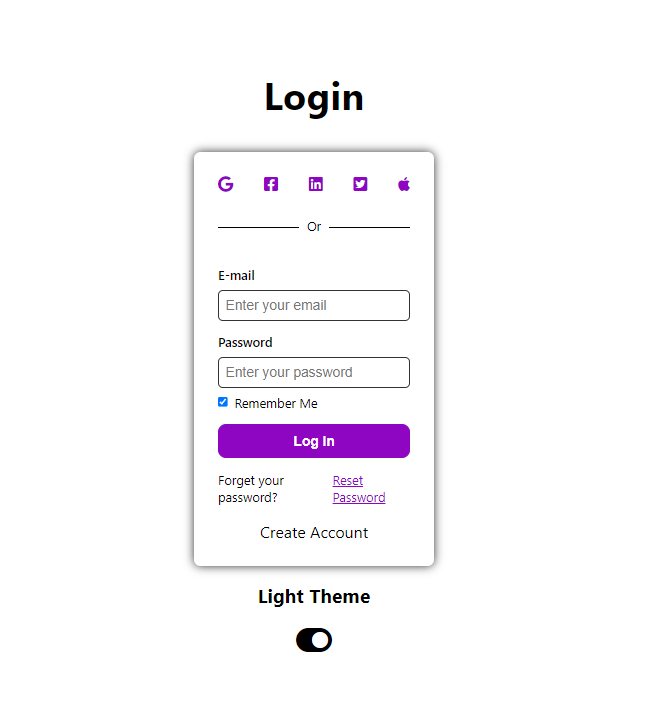 Login
Or
E-mail
Enter your email
Password
Enter your password
Remember Me
Log In
Forget your
password?
Reset
Password
Create Account
Light Theme